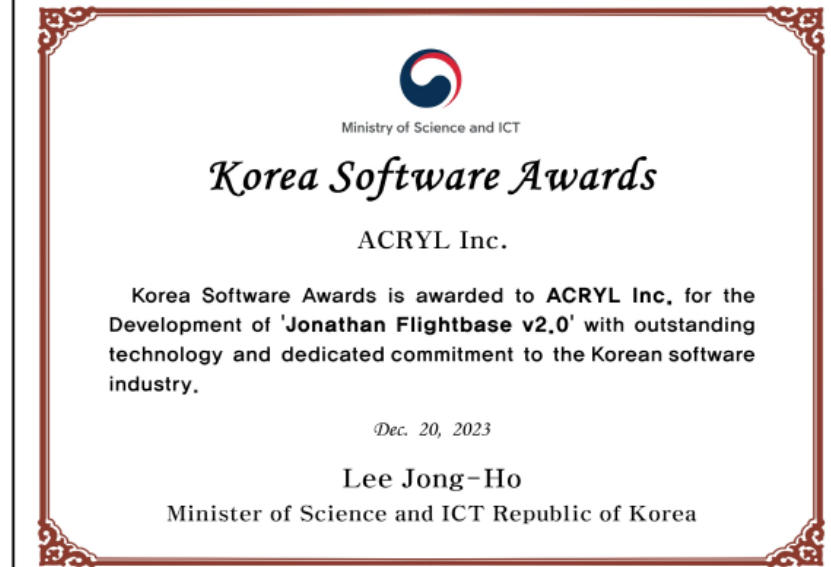 Ministry of Science and ICT
Korea Software Awards
ACRYL Inc.
Korea Software Awards is awarded to ACRYL Inc. for the
Development of 'Jonathan Flightbase v2.0' with outstanding
technology and dedicated commitment to the Korean software
industry.
Dec. 20, 2023
Lee Jong-Ho
Minister of Science and ICT Republic of Korea